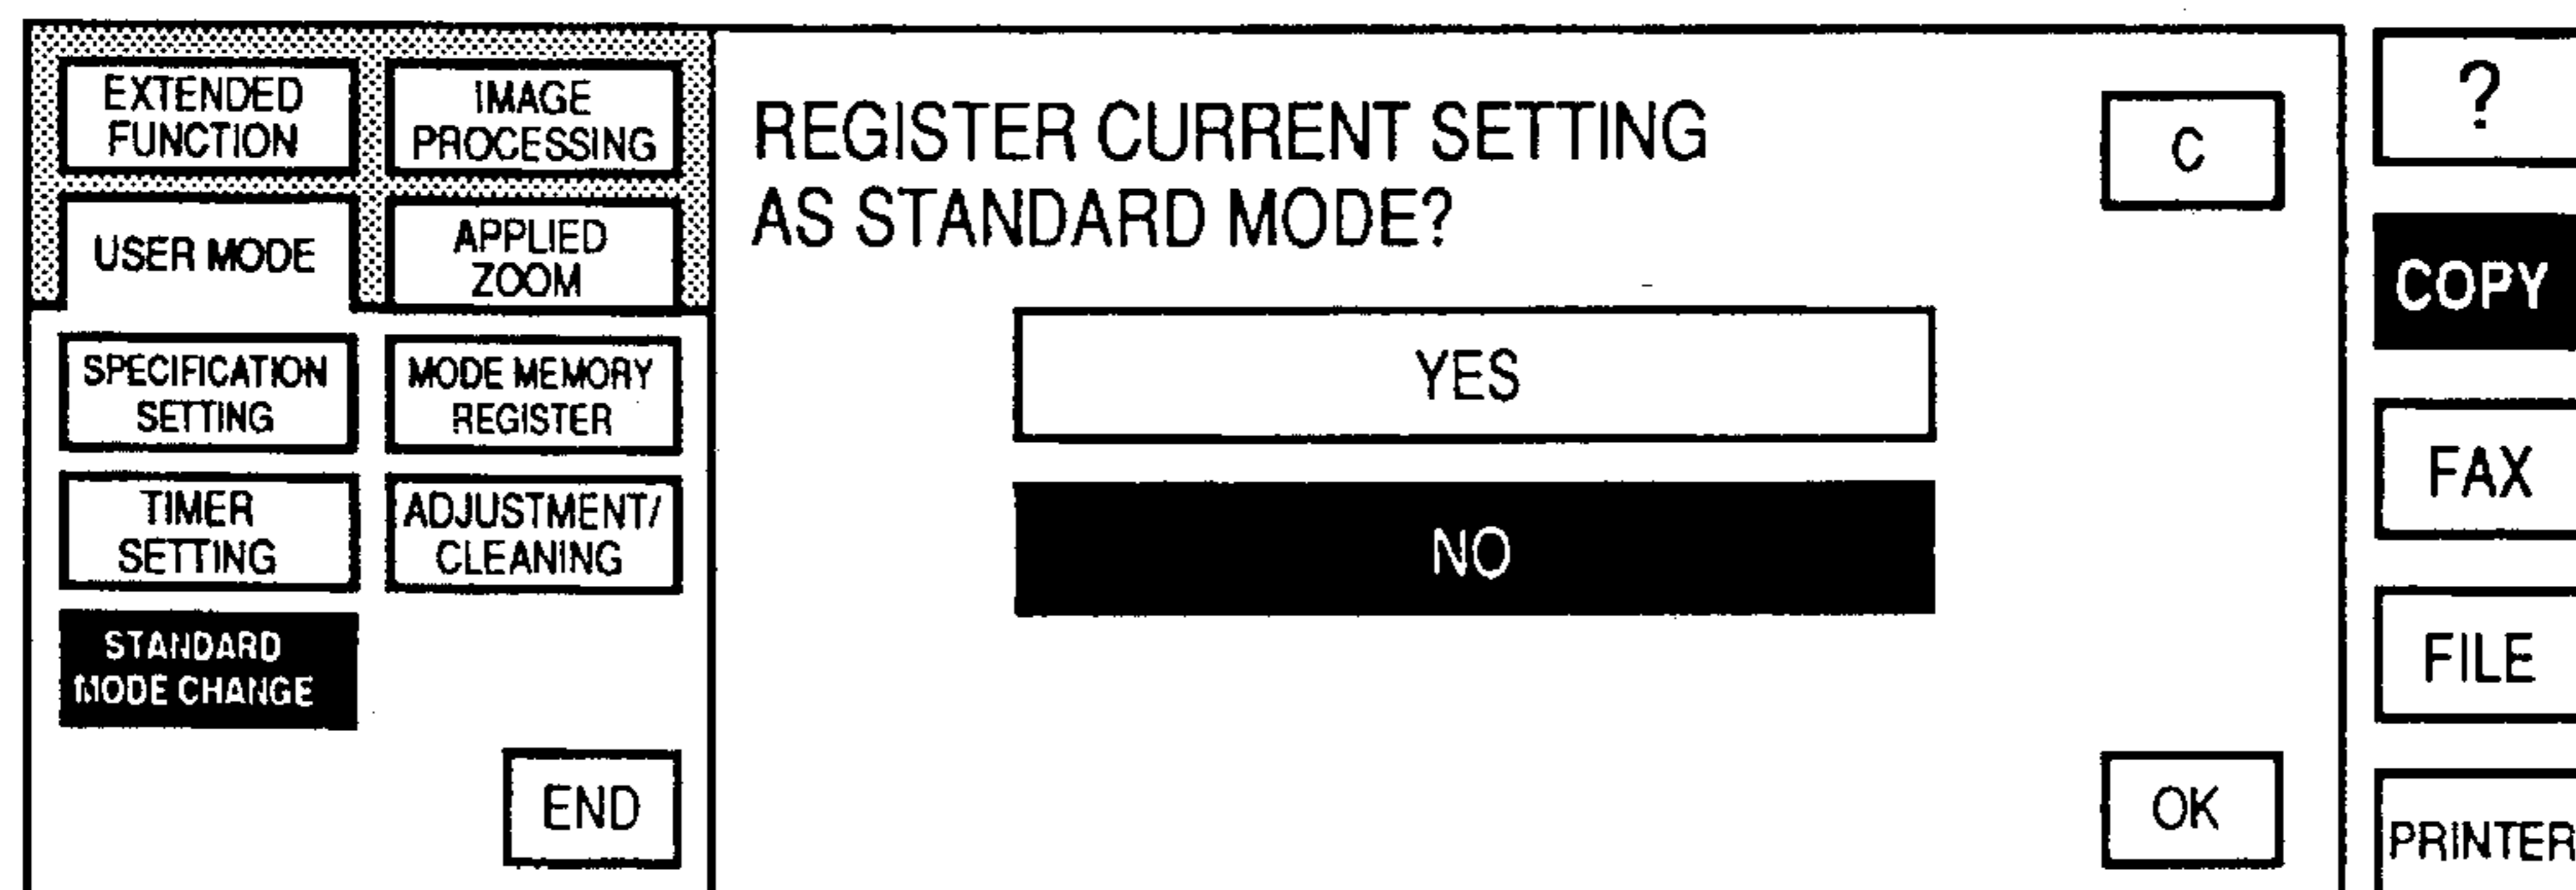 EXTENDED
FUNCTION
IMAGE
PROCESSING
USER MODE
APPLIED
ZOOM
SPECIFICATION
SETTING
MODE MEMORY
REGISTER
TIMER
SETTING
ADJUSTMENT/
CLEANING
STANDARD
MODE CHANGE
END
REGISTER CURRENT SETTING
AS STANDARD MODE?
C
YES
NO
OK
?
COPY
FAX
FILE
PRINTER